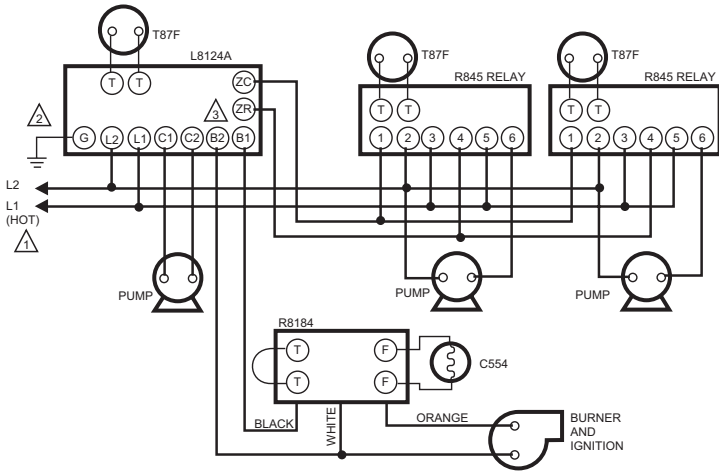 T87F
L8124A
T T
ZC
ZR
2
3
G L2 L1 C1 C2 B2 B1
T87F
R845 RELAY
T T
1 2 3 4 5 6
T87F
R845 RELAY
T T
1 2 3 4 5 6
L2
L1
(HOT)
1
PUMP
PUMP
PUMP
R8184
T F
T F
C554
BLACK
WHITE
ORANGE
BURNER
AND
IGNITION